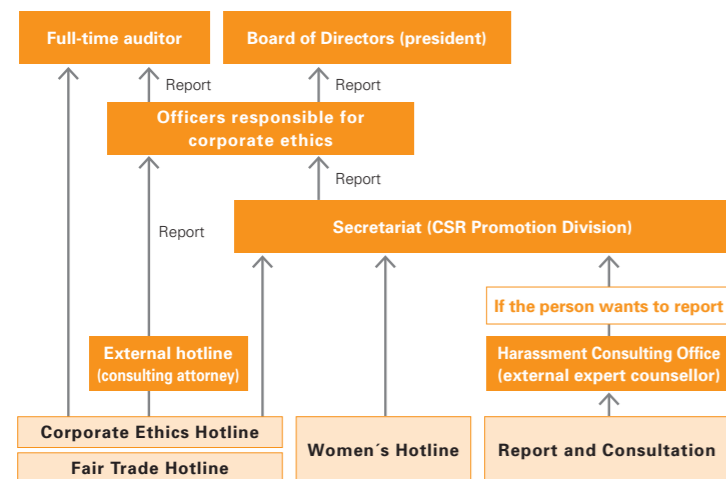 Full-time auditor
Board of Directors (president)
Report
Report
Officers responsible for
corporate ethics
Report
Report
Secretariat (CSR Promotion Division)
If the person wants to report
External hotline
(consulting attorney)
Harassment Consulting Office
(external expert counsellor)
Corporate Ethics Hotline
Fair Trade Hotline
Women´s Hotline
Report and Consultation